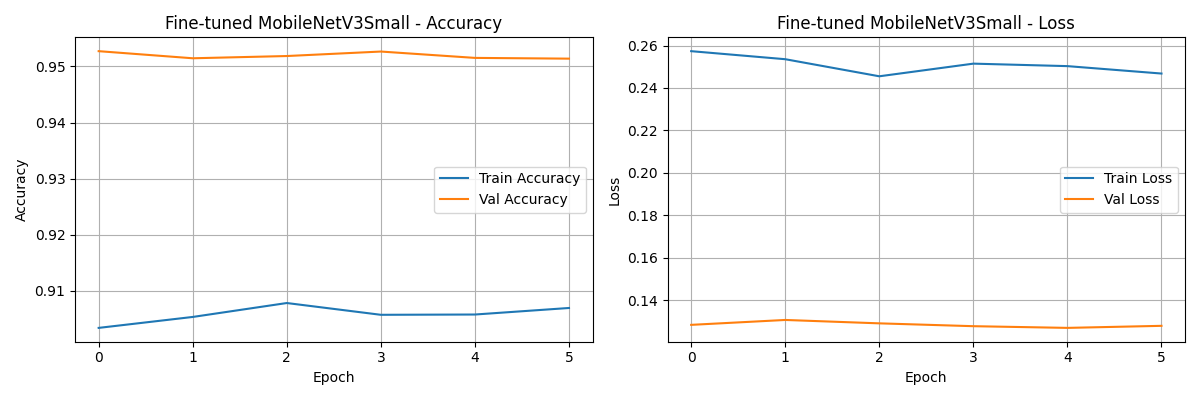 Fine-tuned MobileNetV3Small - Accuracy
0.95
0.94
0.93
0.92
0.91
Accuracy
Train Accuracy
Val Accuracy
0 1 2 3 4 5
Epoch
Fine-tuned MobileNetV3Small - Loss
0.26
0.24
0.22
0.20
0.18
0.16
0.14
Loss
Train Loss
Val Loss
0 1 2 3 4 5
Epoch